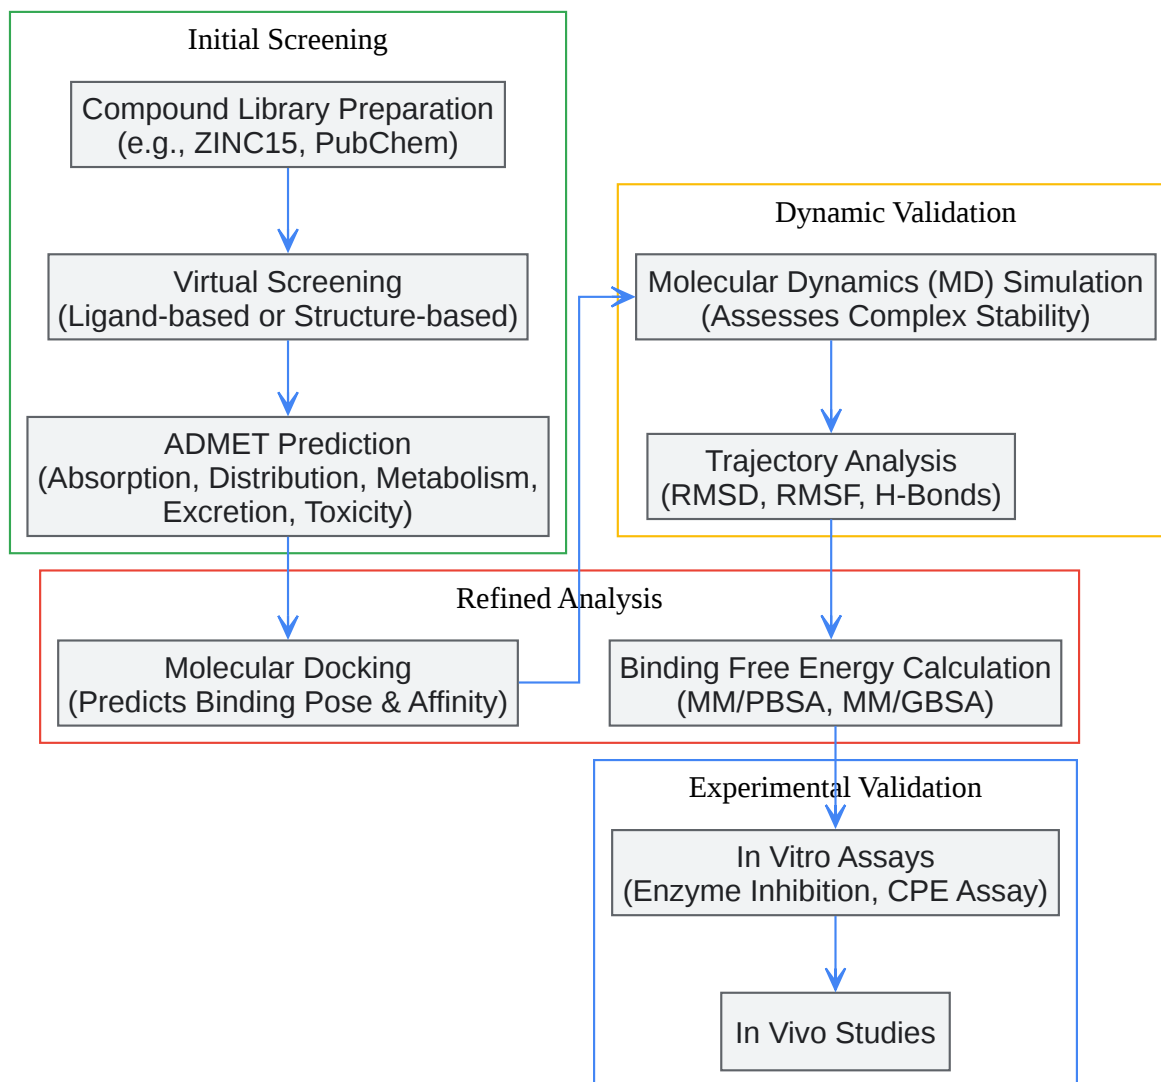 Initial Screening
Compound Library Preparation
(e.g., ZINC15, PubChem)
Virtual Screening
(Ligand-based or Structure-based)
ADMET Prediction
(Absorption, Distribution, Metabolism,
Excretion, Toxicity)
Dynamic Validation
Molecular Dynamics (MD) Simulation
(Assesses Complex Stability)
Trajectory Analysis
(RMSD, RMSF, H-Bonds)
Refined Analysis
Molecular Docking
(Predicts Binding Pose & Affinity)
Binding Free Energy Calculation
(MM/PBSA, MM/GBSA)
Experimental Validation
In Vitro Assays
(Enzyme Inhibition, CPE Assay)
In Vivo Studies